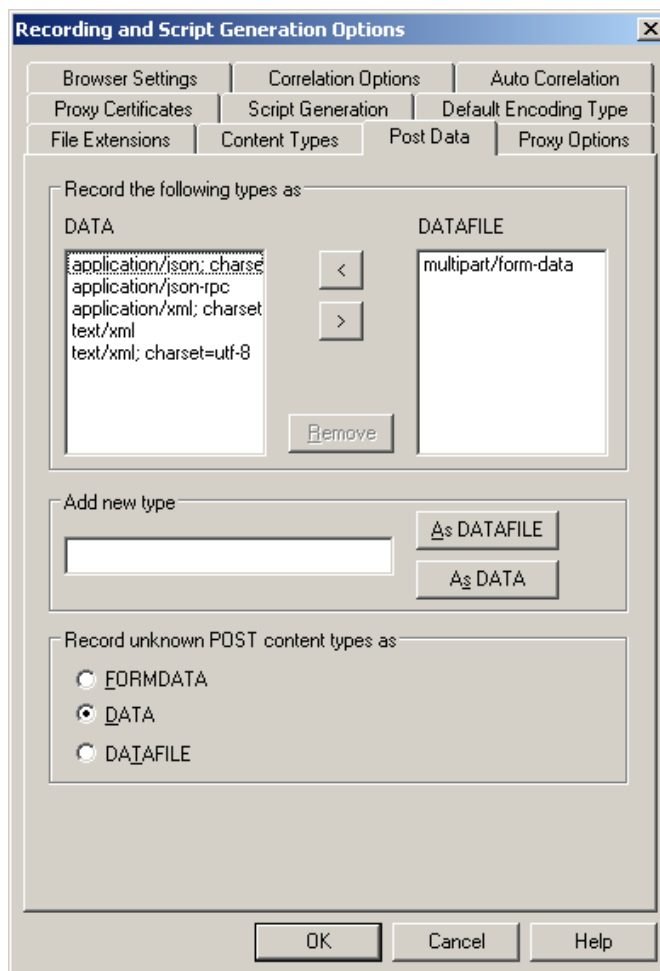 Recording and Script Generation Options
Browser Settings Correlation Options Auto Correlation
Proxy Certificates Script Generation Default Encoding Type
File Extensions Content Types Post Data Proxy Options
Record the following types as
DATA DATAFILE
application/json; charse
application/json-rpc
application/xml; charset
text/xml
text/xml; charset=utf-8
<
>
multipart/form-data
Remove
Add new type
As DATAFILE
As DATA
Record unknown POST content types as
FORMDATA
DATA
DATAFILE
OK Cancel Help